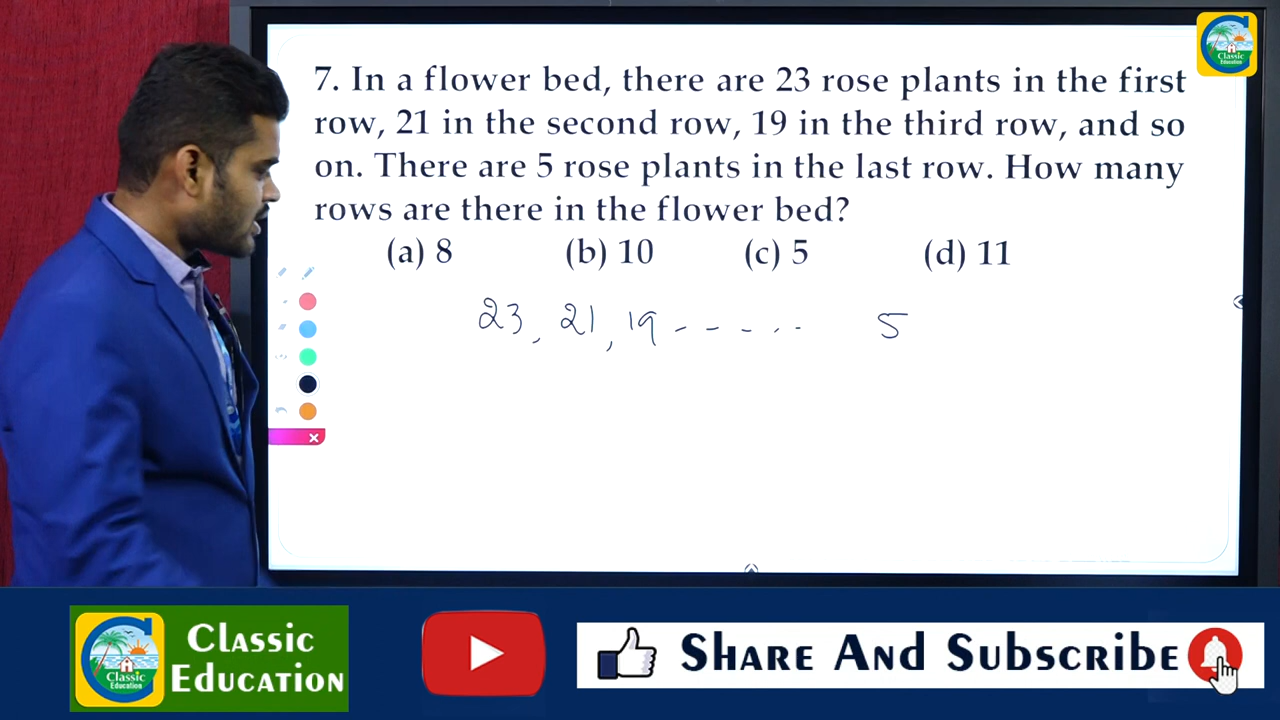 Classic
Education
7. In a flower bed, there are 23 rose plants in the first
row, 21 in the second row, 19 in the third row, and so
on. There are 5 rose plants in the last row. How many
rows are there in the flower bed?
(a) 8 (b) 10 (c) 5 (d) 11
23, 21, 19 - - - - - - 5
Classic
Education
Classic
Education
Share And Subscribe